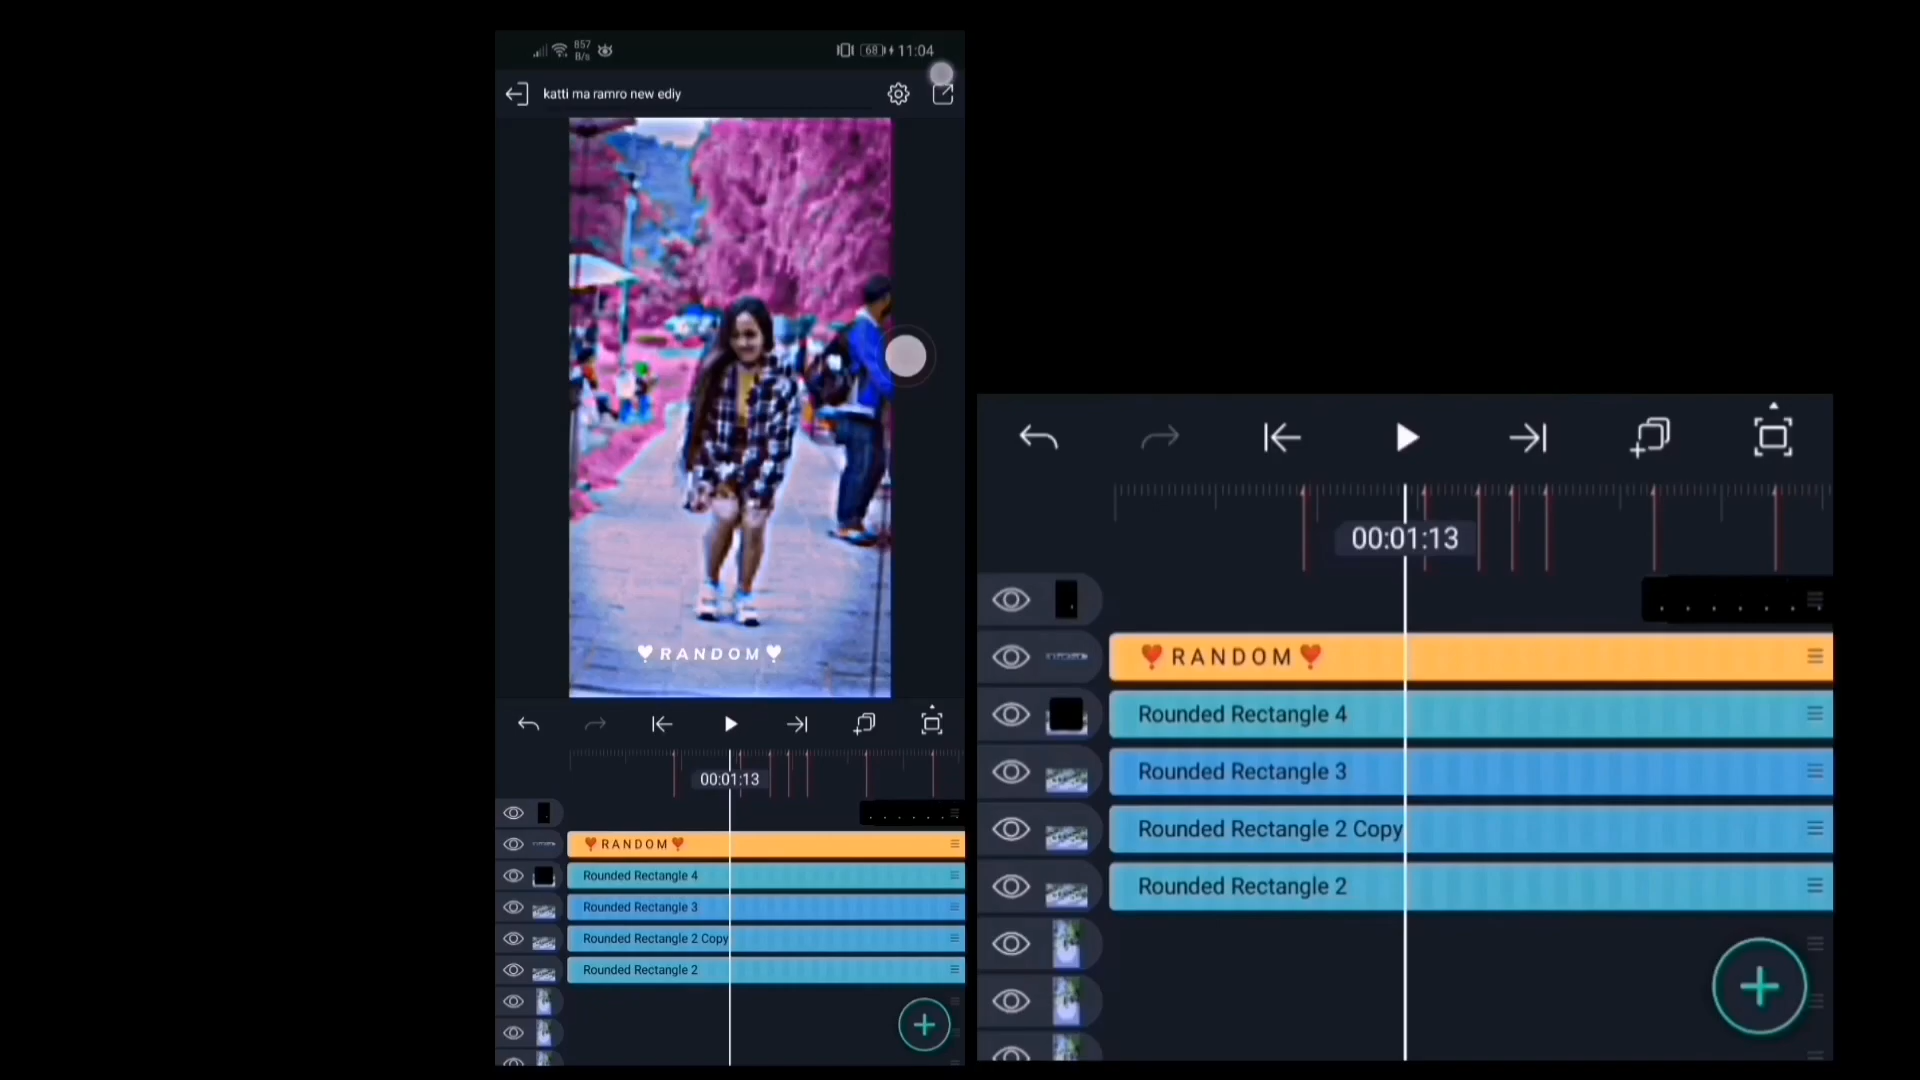 857
B/s
68
11:04
katti ma ramro new ediy
❤RANDOM❤
00:01:13
❤RANDOM❤
Rounded Rectangle 4
Rounded Rectangle 3
Rounded Rectangle 2 Copy
Rounded Rectangle 2
00:01:13
❤RANDOM❤
Rounded Rectangle 4
Rounded Rectangle 3
Rounded Rectangle 2 Copy
Rounded Rectangle 2